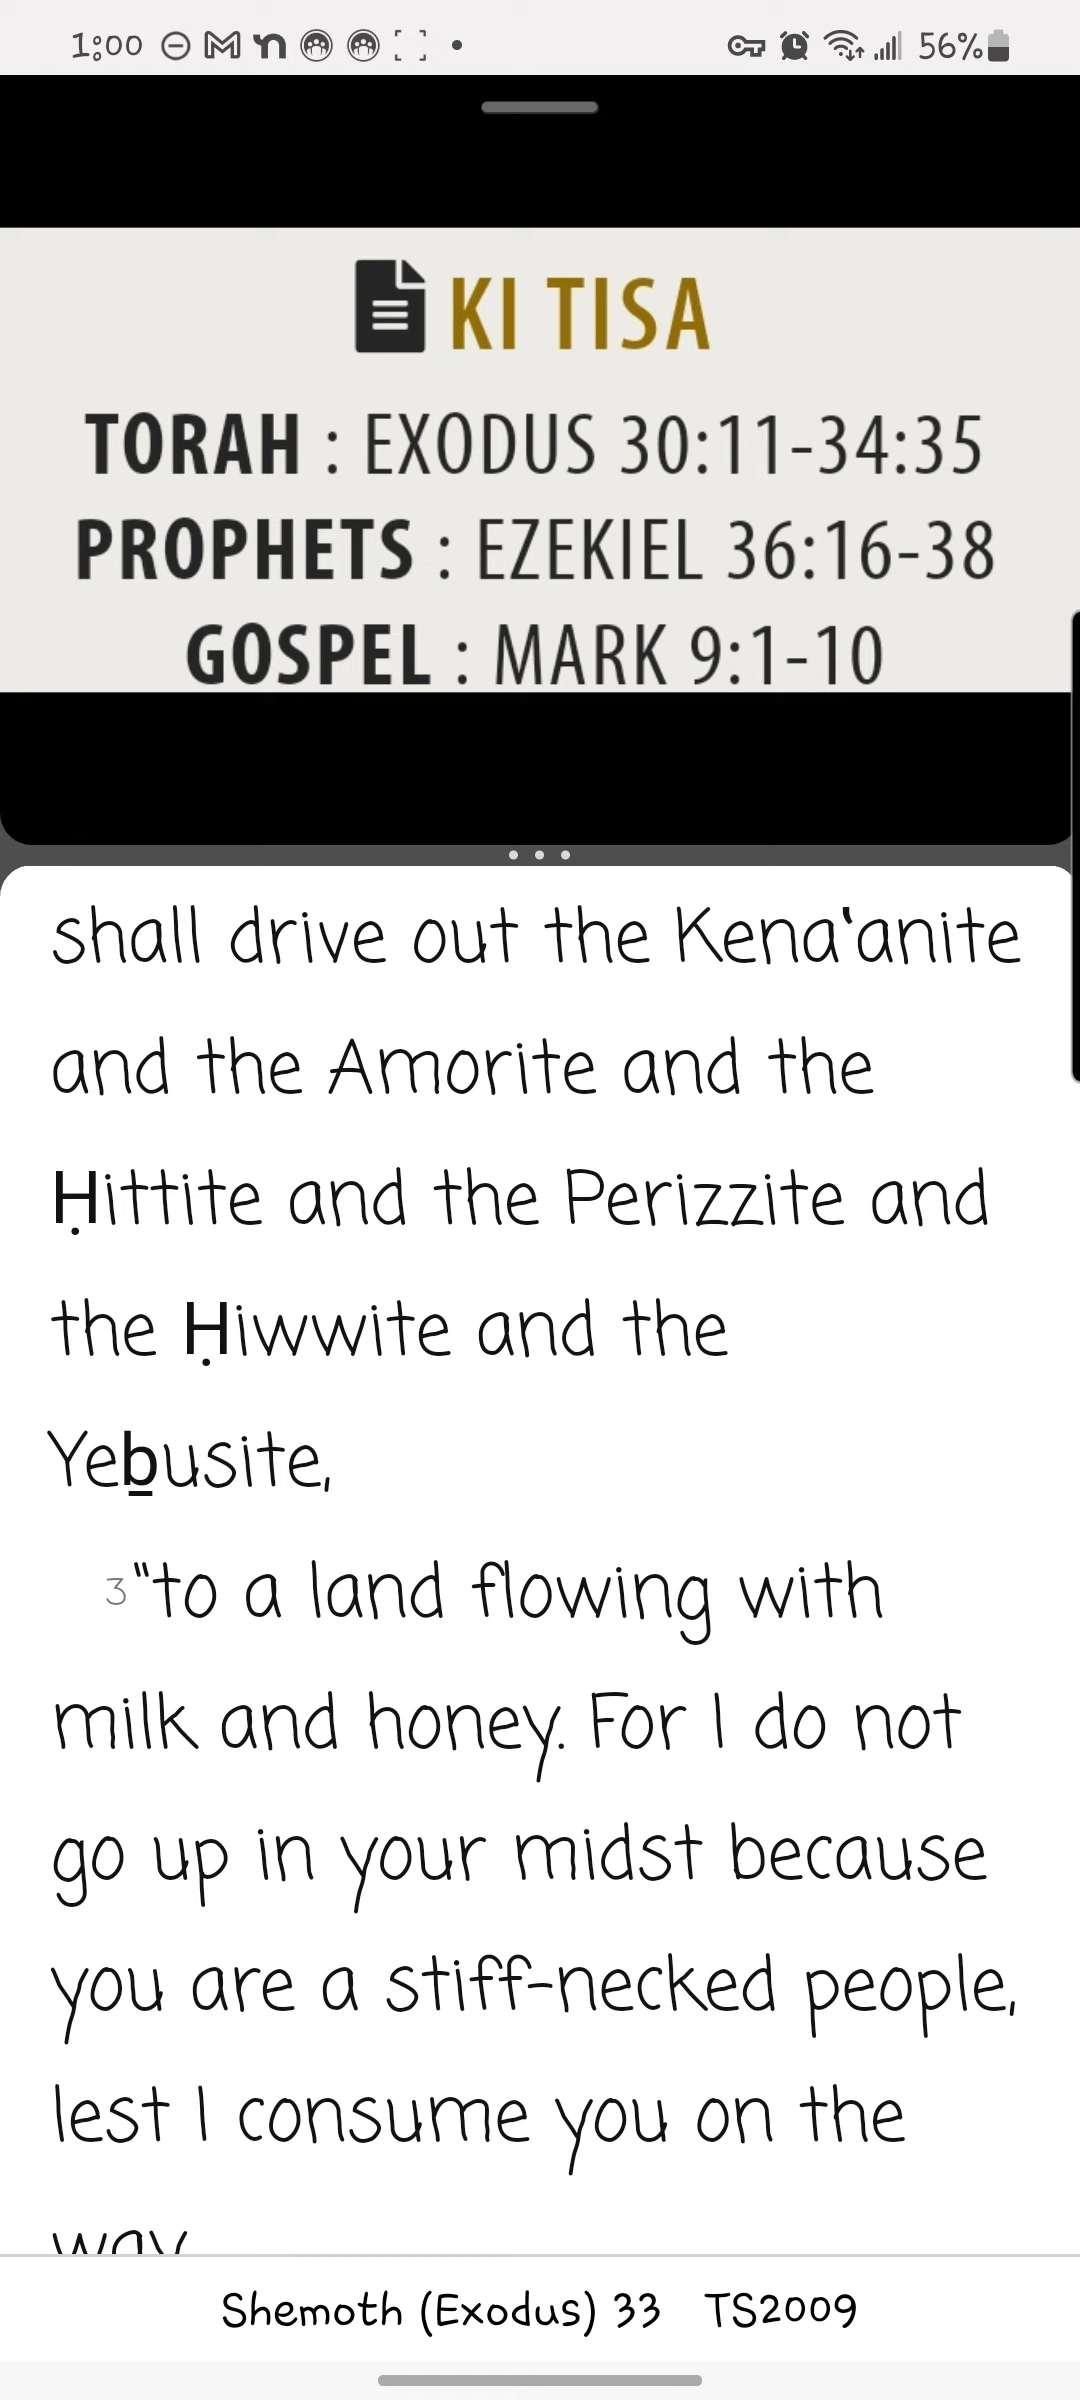 1:00 56%
KI TISA
TORAH : EXODUS 30:11-34:35
PROPHETS : EZEKIEL 36:16-38
GOSPEL : MARK 9:1-10
shall drive out the Kenaʽanite
and the Amorite and the
Ḥittite and the Perizzite and
the Ḥiwwite and the
Yeḇusite,
3 "to a land flowing with
milk and honey. For I do not
go up in your midst because
you are a stiff-necked people,
lest I consume you on the
way
Shemoth (Exodus) 33 TS2009